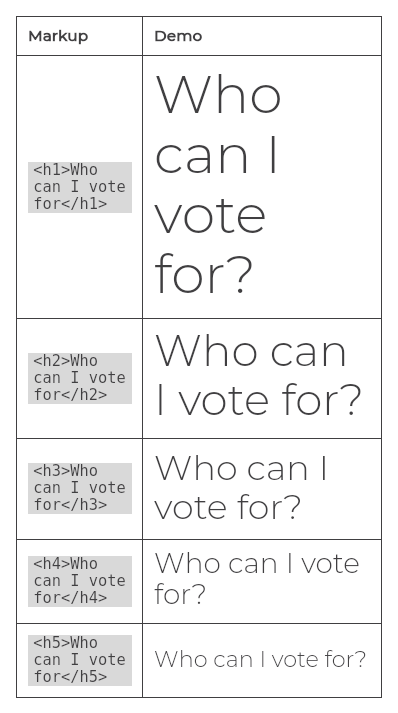 Markup Demo
<h1>Who
can I vote
for</h1>
Who
can I
vote
for?
<h2>Who
can I vote
for</h2>
Who can
I vote for?
<h3>Who
can I vote
for</h3>
Who can I
vote for?
<h4>Who
can I vote
for</h4>
Who can I vote
for?
<h5>Who
can I vote
for</h5>
Who can I vote for?